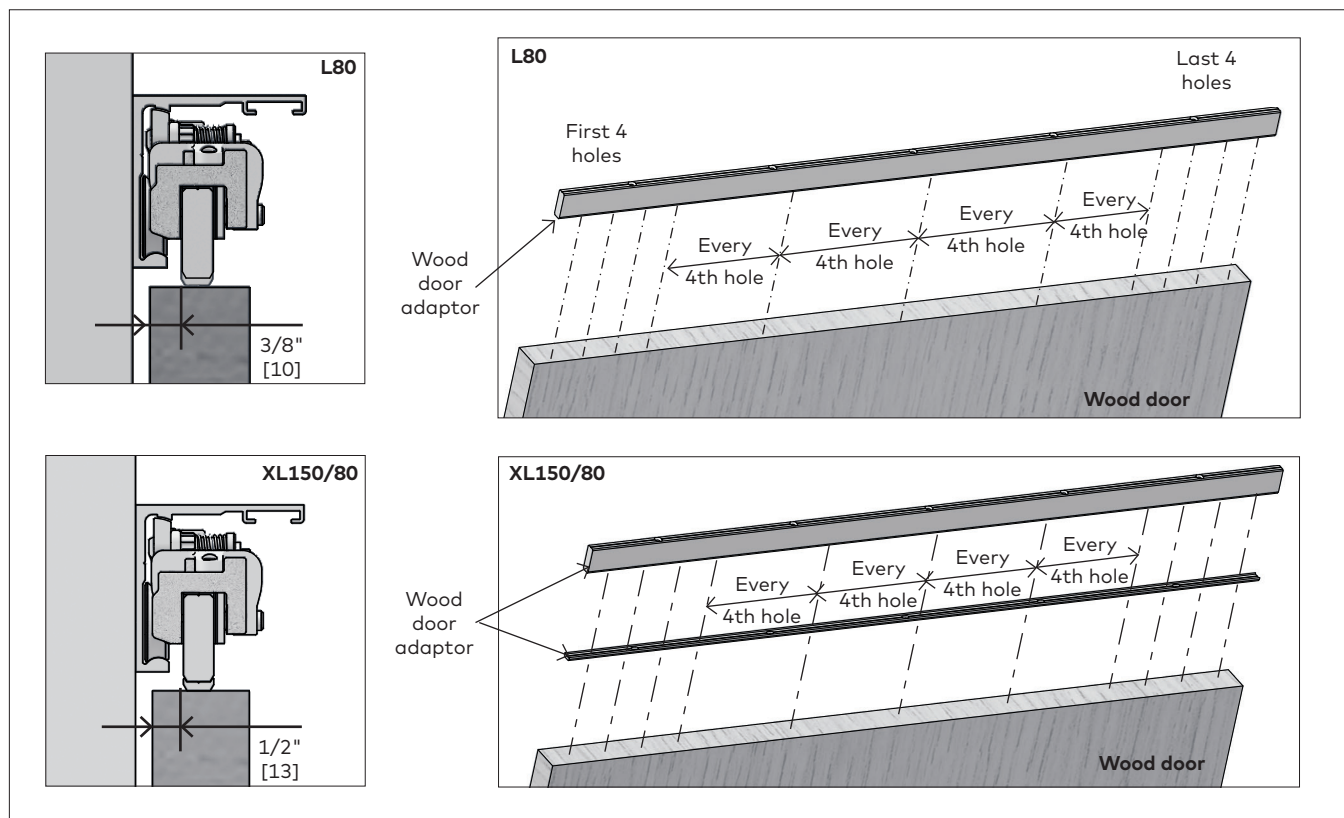 L80
3/8"
[10]
L80
First 4
holes
Last 4
holes
Wood
door
adaptor
Every
4th hole
Every
4th hole
Every
4th hole
Every
4th hole
Wood door
XL150/80
1/2"
[13]
XL150/80
Wood
door
adaptor
Every
4th hole
Every
4th hole
Every
4th hole
Every
4th hole
Wood door